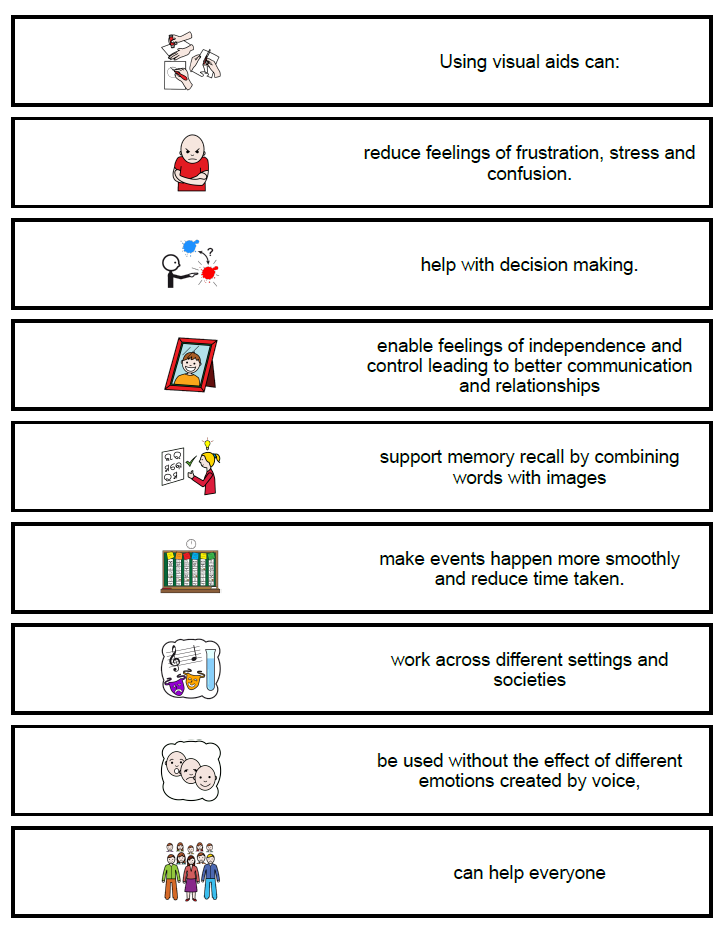 Using visual aids can:
reduce feelings of frustration, stress and
confusion.
?
help with decision making.
enable feelings of independence and
control leading to better communication
and relationships
support memory recall by combining
words with images
make events happen more smoothly
and reduce time taken.
work across different settings and
societies
be used without the effect of different
emotions created by voice,
can help everyone